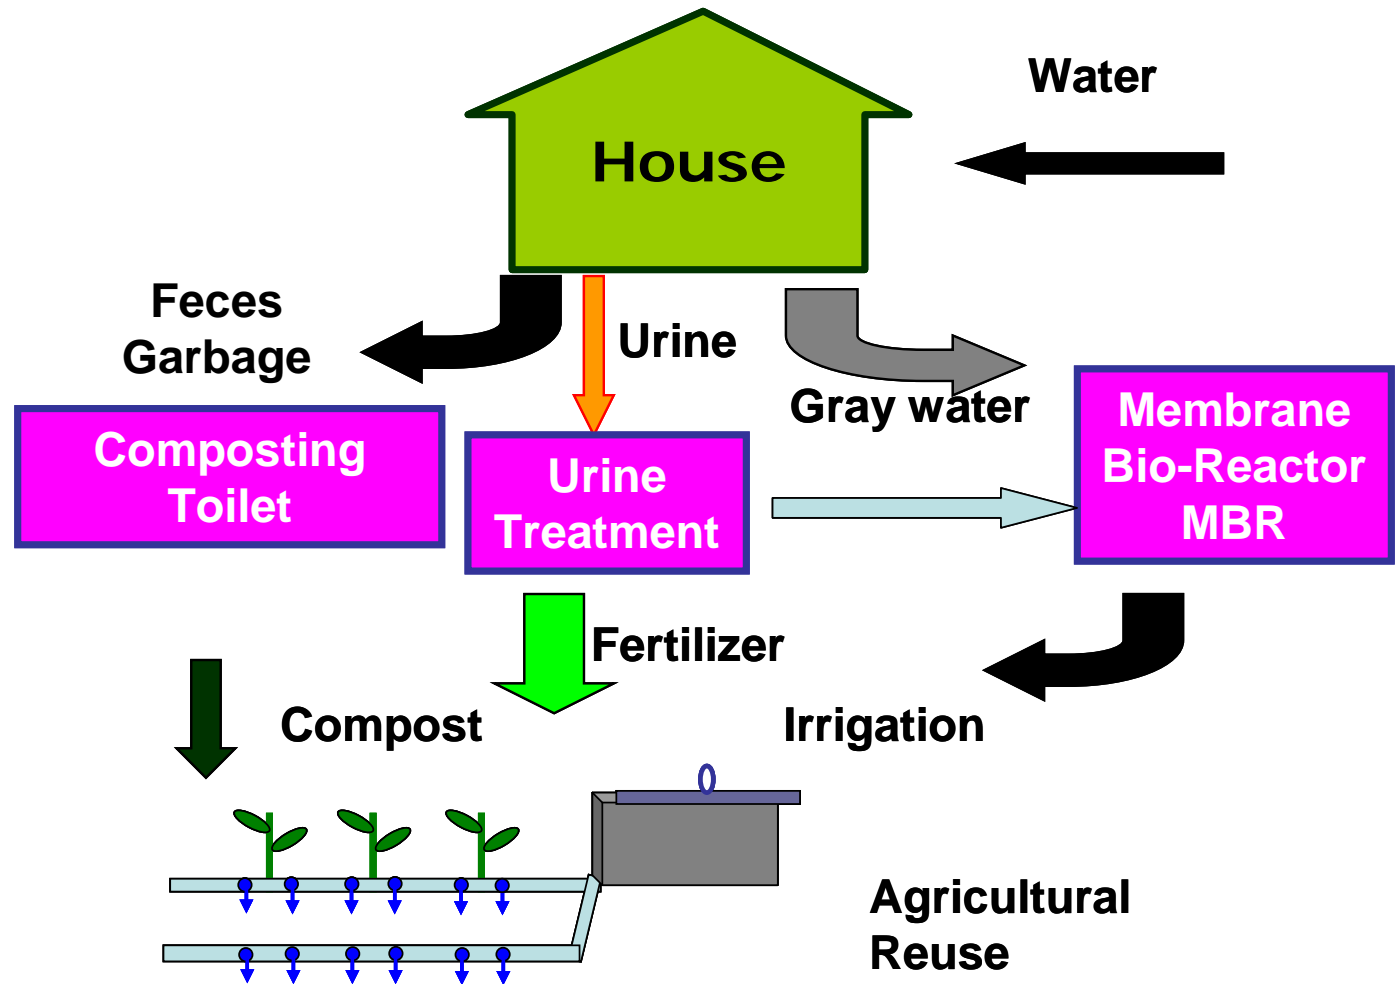 Water
House
Feces
Garbage
Urine
Gray water
Composting
Toilet
Urine
Treatment
Membrane
Bio-Reactor
MBR
Fertilizer
Compost
Irrigation
Agricultural
Reuse